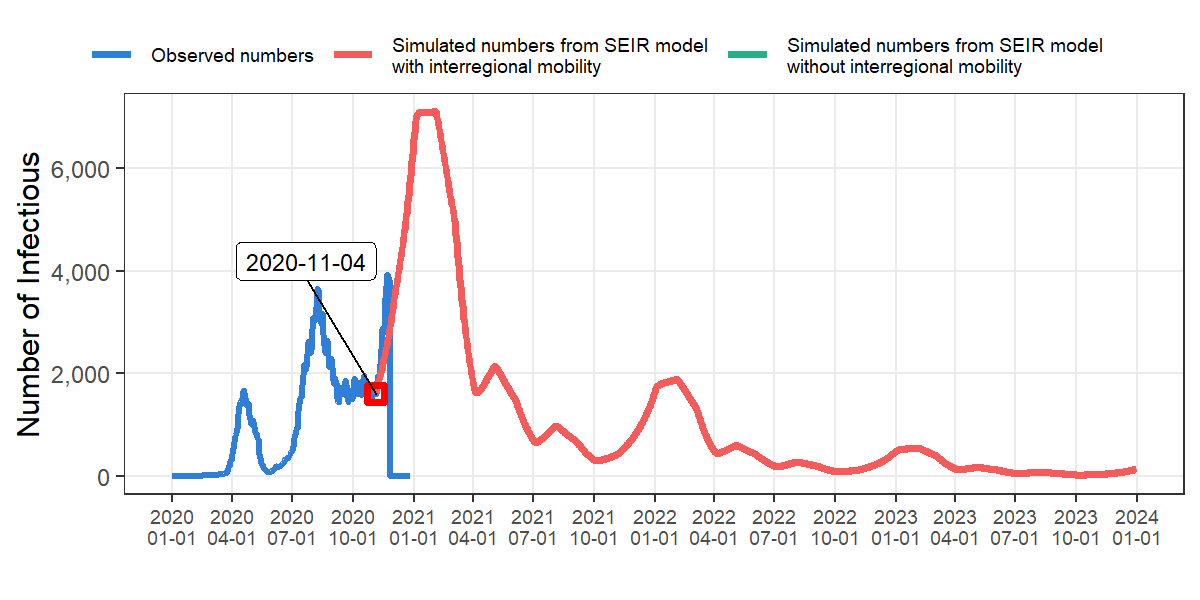 Observed numbers
Simulated numbers from SEIR model
with interregional mobility
Simulated numbers from SEIR model
without interregional mobility
Number of Infectious
6,000
4,000
2,000
0
2020-11-04
2020 2020 2020 2020 2021 2021 2021 2021 2022 2022 2022 2022 2023 2023 2023 2023 2024
01-01 04-01 07-01 10-01 01-01 04-01 07-01 10-01 01-01 04-01 07-01 10-01 01-01 04-01 07-01 10-01 01-01